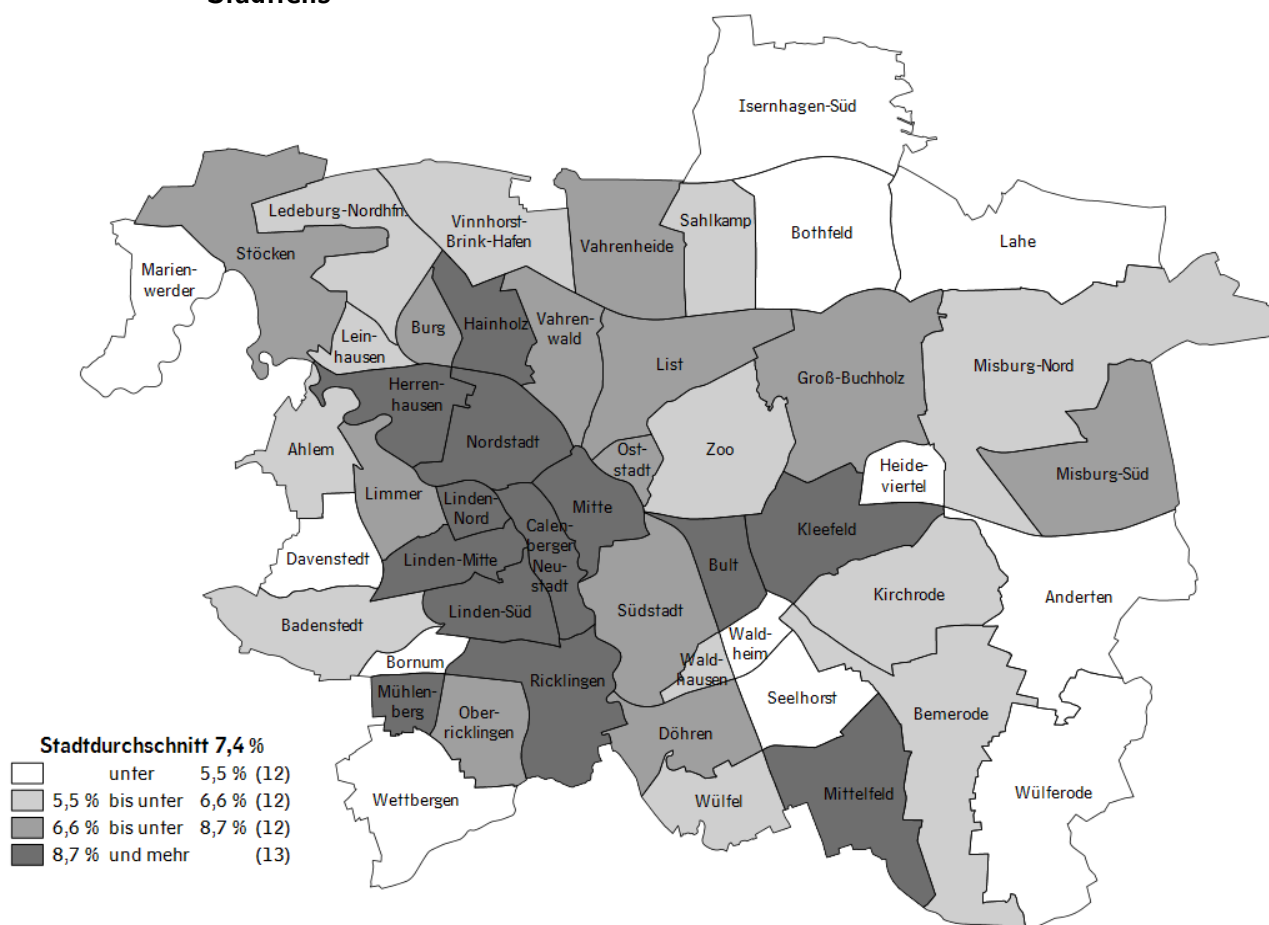 Isernhagen-Süd
Ledeburg-Nordhfn.
Sahlkamp
Vinnhorst-
Brink-Hafen
Bothfeld
Lahe
Vahrenheide
Stöcken
Marien-
werder
Vahren-
wald
Hainholz
Burg
Lein-
hausen
List
Misburg-Nord
Groß-Buchholz
Herren-
hausen
Nordstadt
Ost-
stadt
Zoo
Ahlem
Heide-
viertel
Misburg-Süd
Limmer
Linden-
Nord
Mitte
Calen-
berger
Neu-
stadt
Kleefeld
Davenstedt
Linden-Mitte
Bult
Kirchrode
Anderten
Linden-Süd
Südstadt
Badenstedt
Wald-
heim
Bornum
Wald-
hausen
Ricklingen
Seelhorst
Mühlen-
berg
Ober-
ricklingen
Bemerode
Döhren
Wettbergen
Wülfel
Mittelfeld
Wülferode
Stadtdurchschnitt 7,4 %
unter 5,5 % (12)
5,5 % bis unter 6,6 % (12)
6,6 % bis unter 8,7 % (12)
8,7 % und mehr (13)